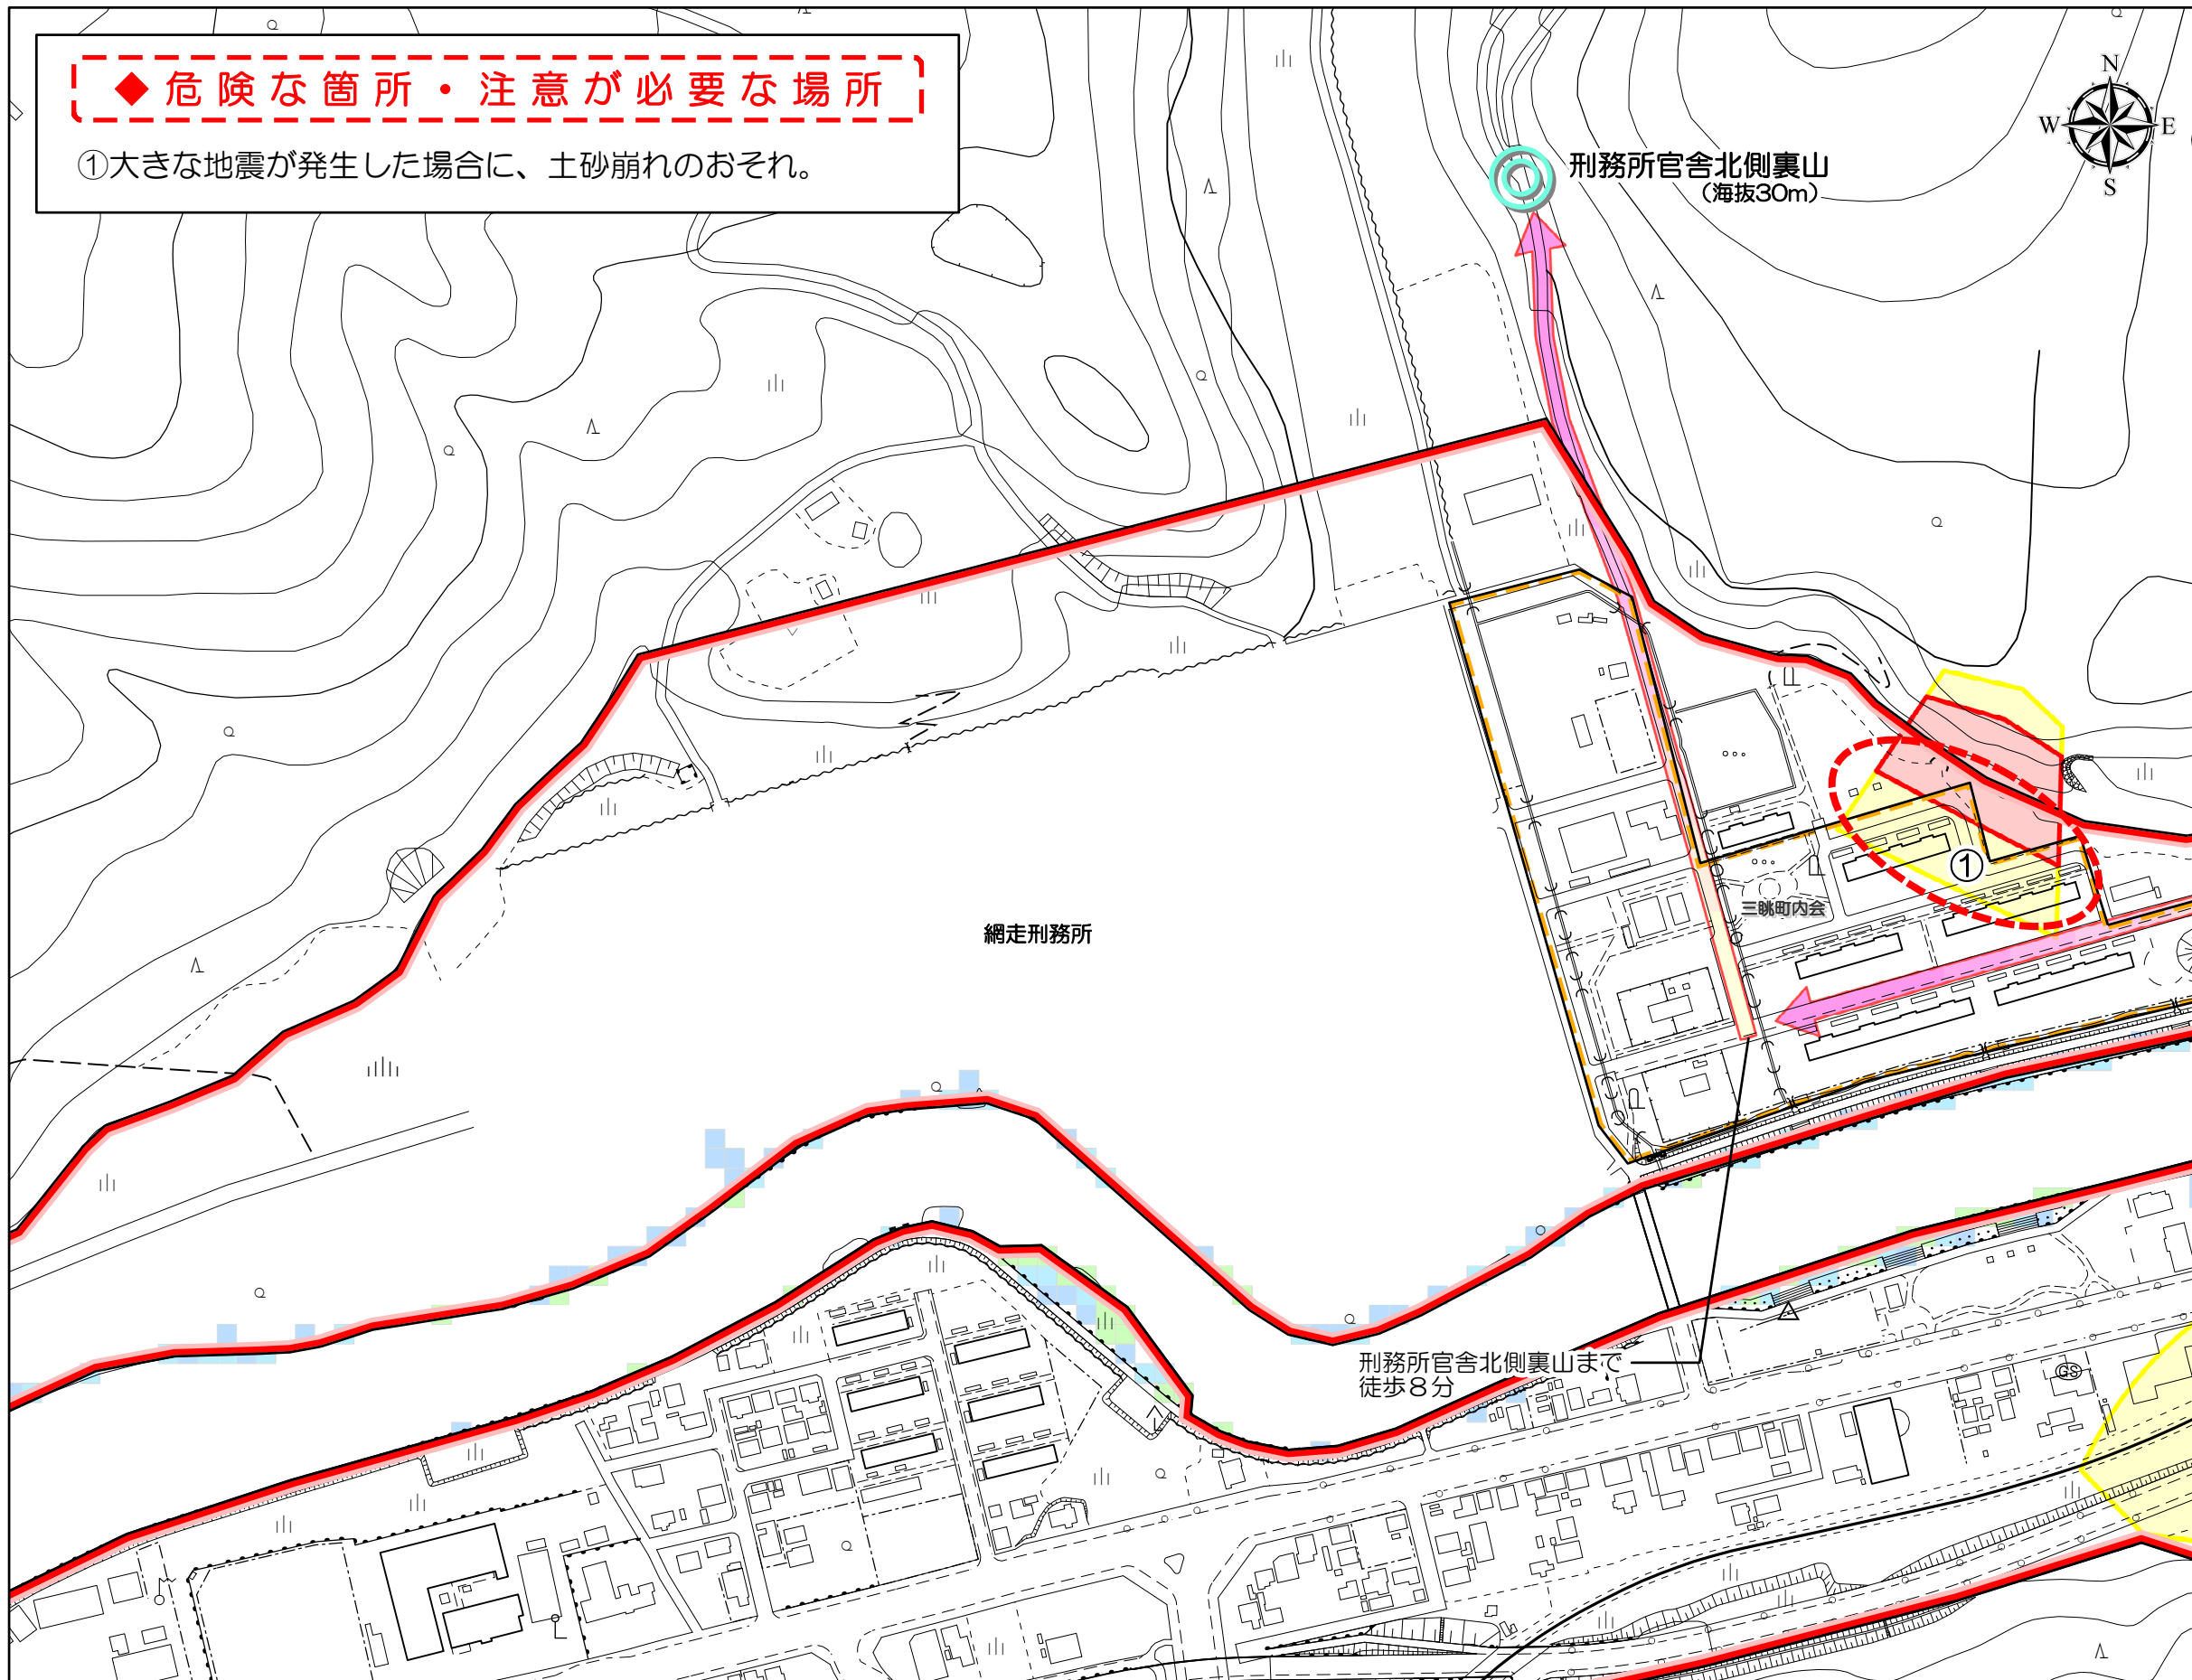 ◆危険な箇所・注意が必要な場所
①大きな地震が発生した場合に、土砂崩れのおそれ。
N
W
E
S
刑務所官舎北側裏山
（海抜30m）
①
三眺町内会
網走刑務所
刑務所官舎北側裏山まで
徒歩８分
GS